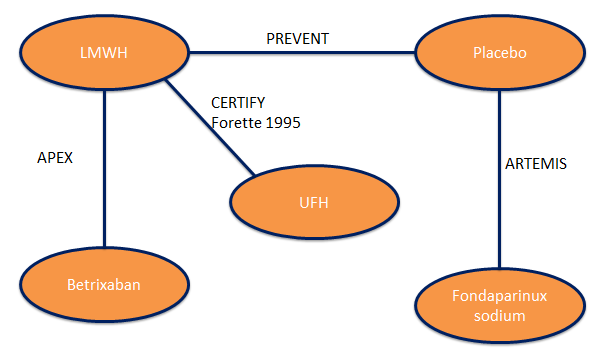 LMWH
PREVENT
Placebo
CERTIFY
Forette 1995
APEX
ARTEMIS
UFH
Betrixaban
Fondaparinux
sodium